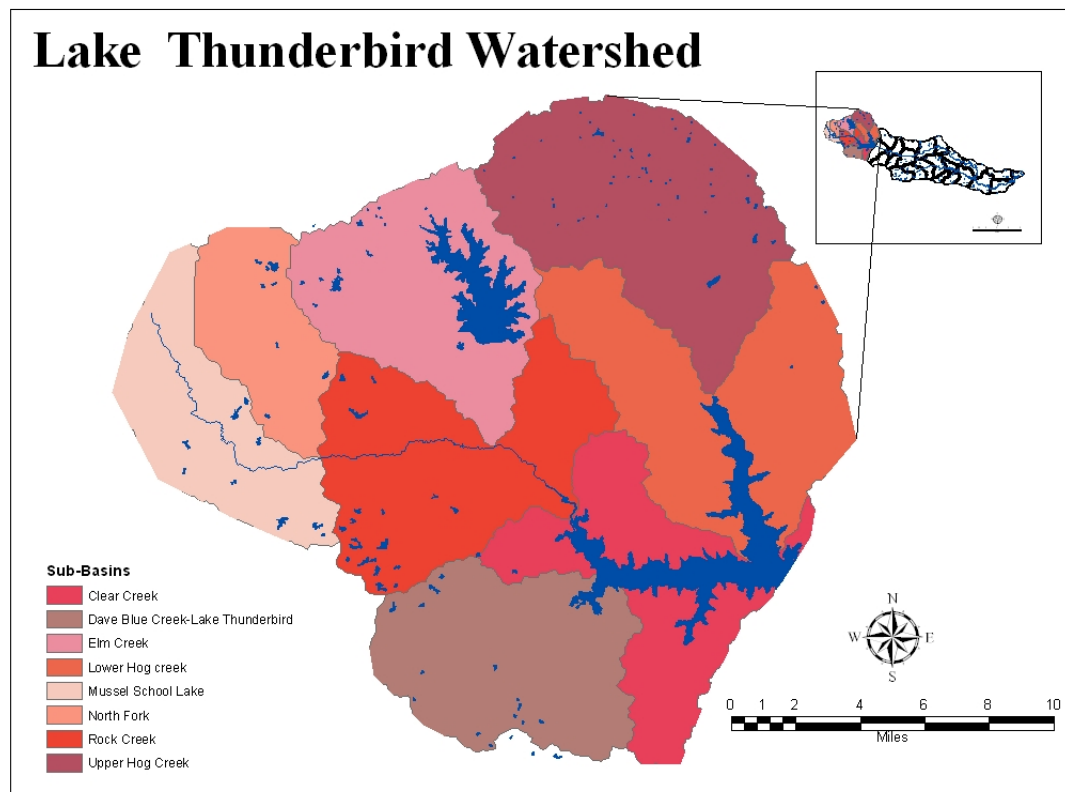 Lake Thunderbird Watershed
Sub-Basins
Clear Creek
Dave Blue Creek-Lake Thunderbird
Elm Creek
Lower Hog creek
Mussel School Lake
North Fork
Rock Creek
Upper Hog Creek
N
W E
S
0 1 2 4 6 8 10
Miles